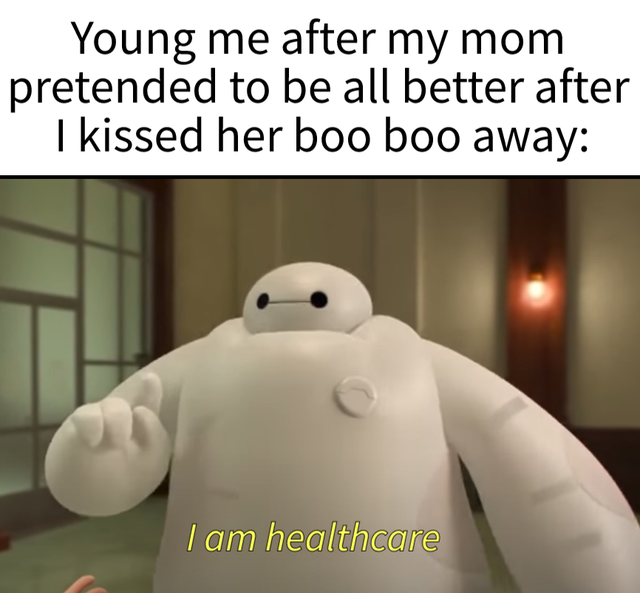 Young me after my mom
pretended to be all better after
I kissed her boo boo away:
I am healthcare